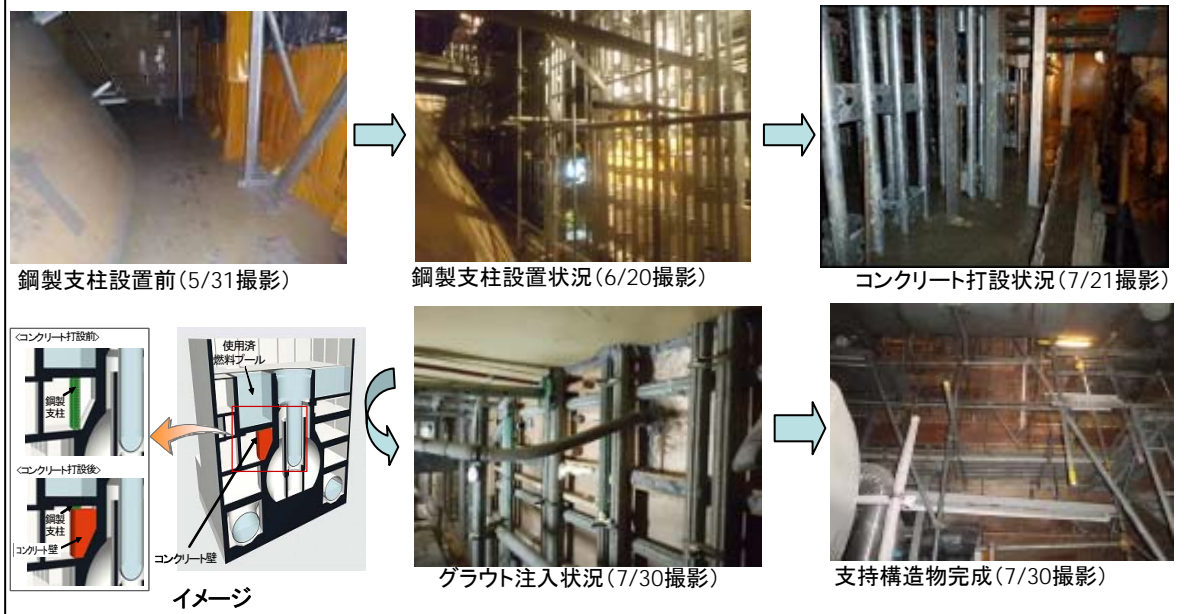 鋼製支柱設置前(5/31撮影)
鋼製支柱設置状況(6/20撮影)
コンクリート打設状況(7/21撮影)
<コンクリート打設前>
鋼製
支柱
<コンクリート打設後>
鋼製
支柱
コンクリート壁
使用済
燃料プール
コンクリート壁
イメージ
グラウト注入状況(7/30撮影)
支持構造物完成(7/30撮影)